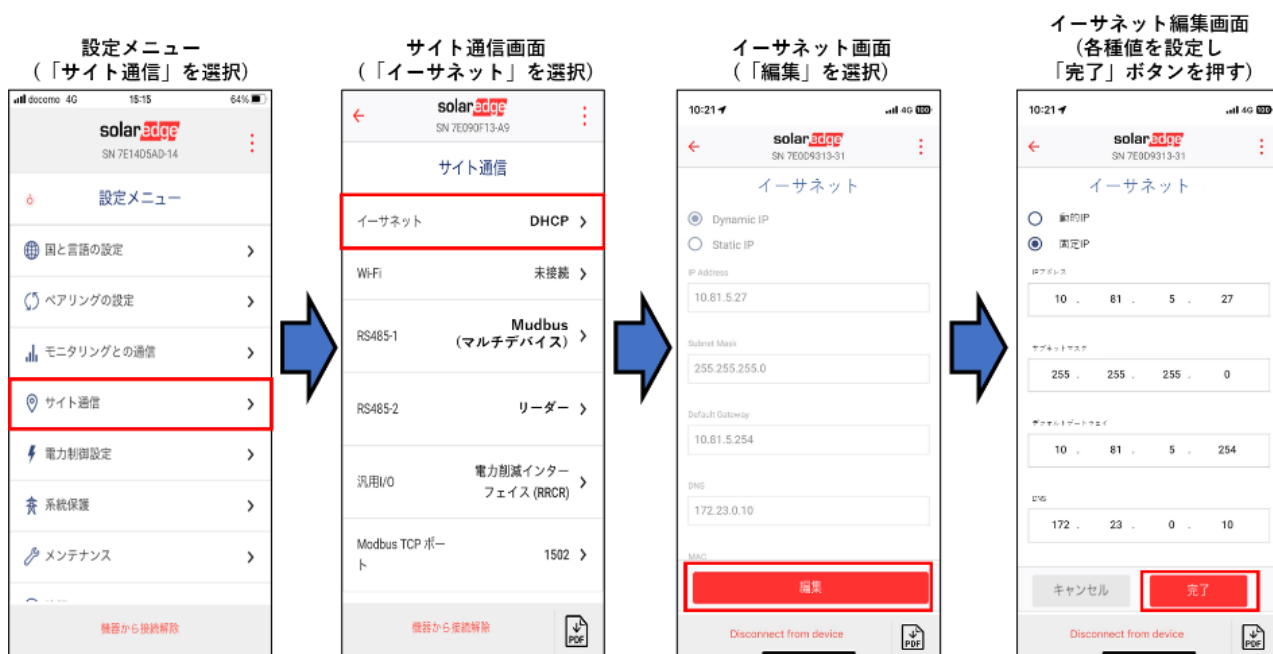 設定メニュー
(「サイト通信」を選択)
docomo 4G 15:15 64%
solaredge
SN 7E14D5AD-14
設定メニュー
国と言語の設定
ペアリングの設定
モニタリングとの通信
サイト通信
電力制御設定
系統保護
メンテナンス
機器から接続解除
サイト通信画面
(「イーサネット」を選択)
solaredge
SN 7E090F13-A9
サイト通信
イーサネット DHCP
Wi-Fi 未接続
RS485-1 Mudbus
(マルチデバイス)
RS485-2 リーダー
汎用I/O 電力削減インター
フェイス (RRCR)
Modbus TCP ポー
ト 1502
機器から接続解除
PDF
イーサネット画面
(「編集」を選択)
10:21 4G 100
solaredge
SN 7E0D9313-31
イーサネット
Dynamic IP
Static IP
IP Address
10.81.5.27
Subnet Mask
255.255.255.0
Default Gateway
10.81.5.254
DNS
172.23.0.10
MAC
編集
Disconnect from device
PDF
イーサネット編集画面
(各種値を設定し
「完了」ボタンを押す)
10:21 4G 100
solaredge
SN 7E0D9313-31
イーサネット
動的IP
固定IP
IPアドレス
10 . 81 . 5 . 27
サブネットマスク
255 . 255 . 255 . 0
デフォルトゲートウェイ
10 . 81 . 5 . 254
DNS
172 . 23 . 0 . 10
キャンセル
完了
Disconnect from device
PDF